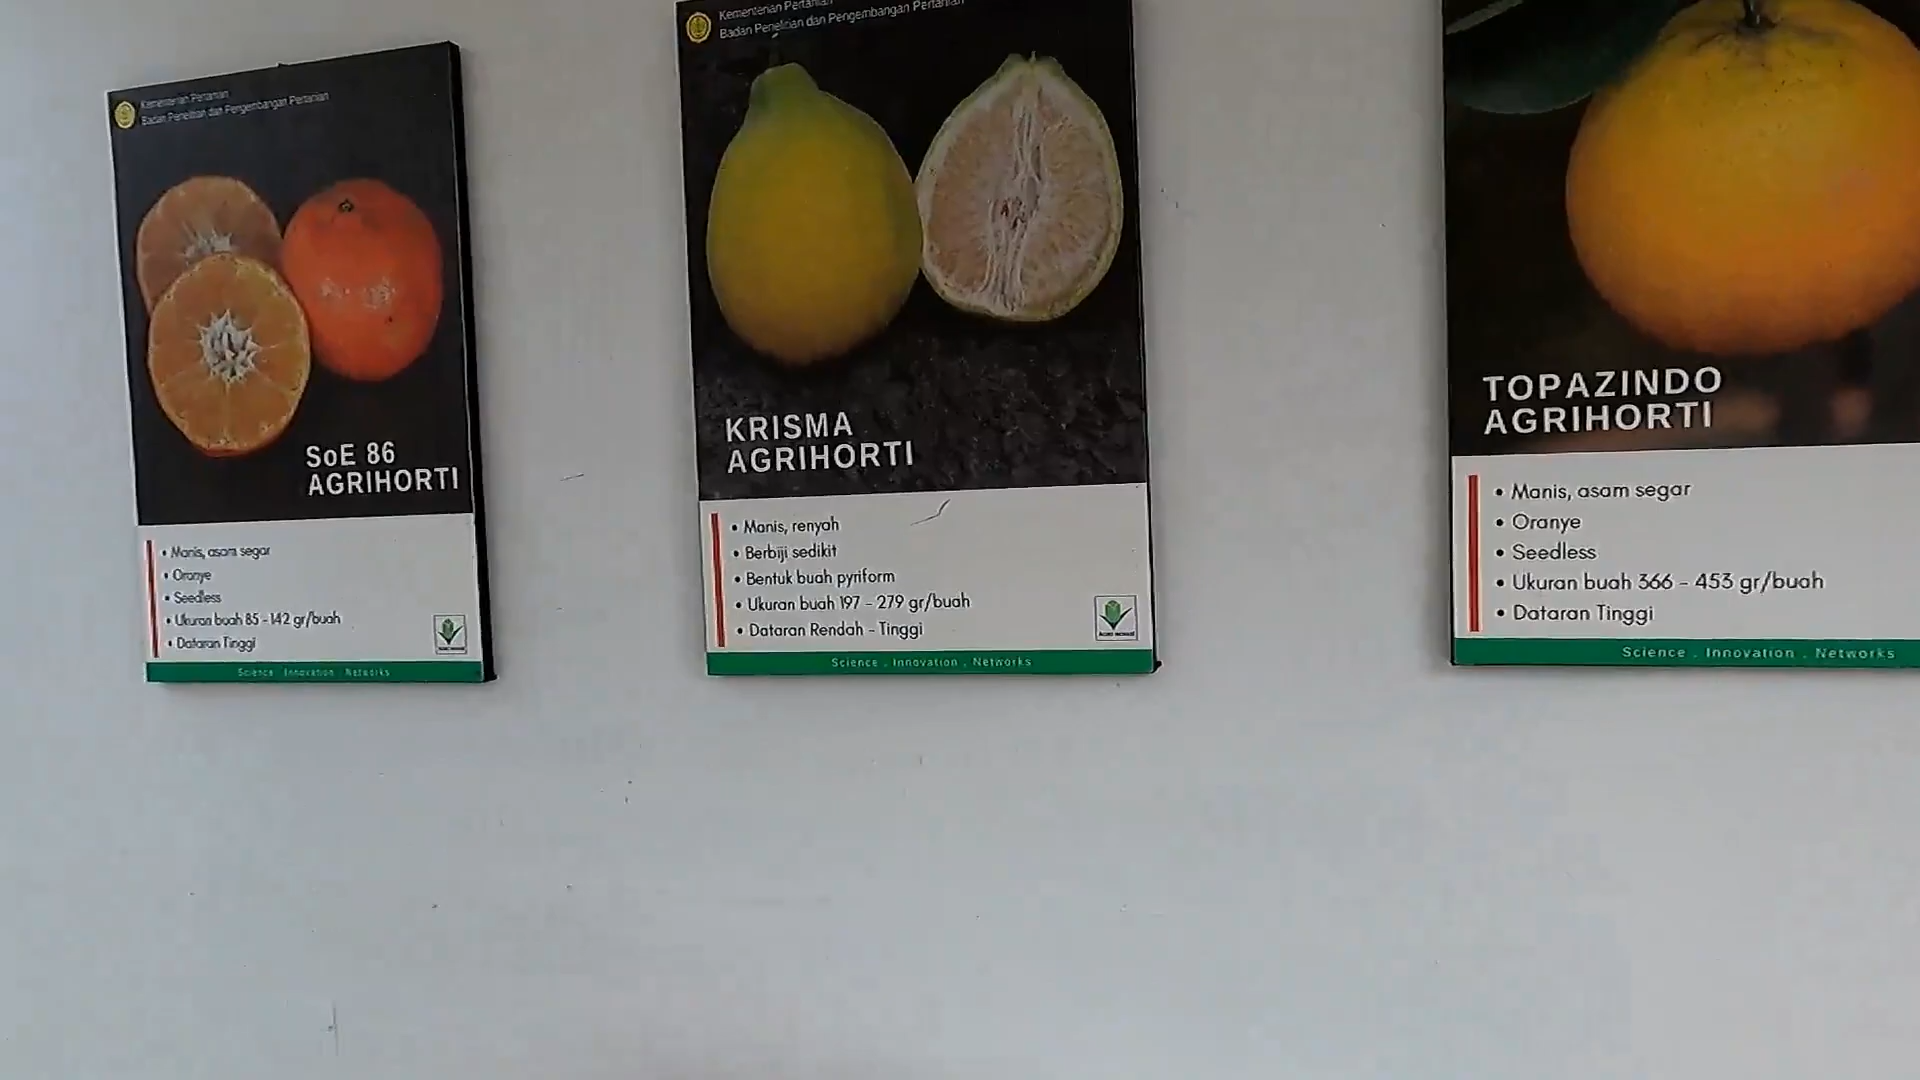 Kementerian Pertanian
Badan Penelitian dan Pengembangan Pertanian
SoE 86
AGRIHORTI
• Manis, asam segar
• Oranye
• Seedless
• Ukuran buah 85 - 142 gr/buah
• Dataran Tinggi
Science . Innovation . Networks
Kementerian Pertanian
Badan Penelitian dan Pengembangan Pertanian
KRISMA
AGRIHORTI
• Manis, renyah
• Berbiji sedikit
• Bentuk buah pyriform
• Ukuran buah 197 - 279 gr/buah
• Dataran Rendah - Tinggi
Science . Innovation . Networks
TOPAZINDO
AGRIHORTI
• Manis, asam segar
• Oranye
• Seedless
• Ukuran buah 366 - 453 gr/buah
• Dataran Tinggi
Science . Innovation . Networks